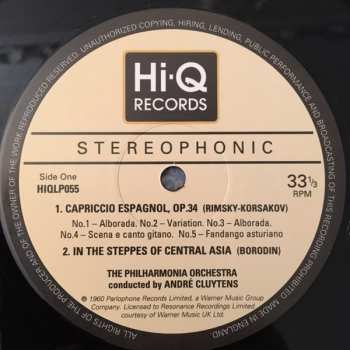 ALL RIGHTS OF THE PRODUCER AND OF THE OWNER OF THE WORK REPRODUCED RESERVED. UNAUTHORIZED COPYING, HIRING, LENDING, PUBLIC PERFORMANCE AND BROADCASTING OF THIS RECORD PROHIBITED. MADE IN ENGLAND.
Hi·Q
RECORDS
STEREOPHONIC
Side One
HIQLP055
33 1/3
RPM
1. CAPRICCIO ESPAGNOL, OP.34 (RIMSKY-KORSAKOV)
No.1 – Alborada. No.2 – Variation. No.3 – Alborada.
No.4 – Scena e canto gitano. No.5 – Fandango asturiano
2. IN THE STEPPES OF CENTRAL ASIA (BORODIN)
THE PHILHARMONIA ORCHESTRA
conducted by ANDRÉ CLUYTENS
℗ 1960 Parlophone Records Limited, a Warner Music Group
Company. Licensed to Resonance Recordings Limited
courtesy of Warner Music UK Ltd.